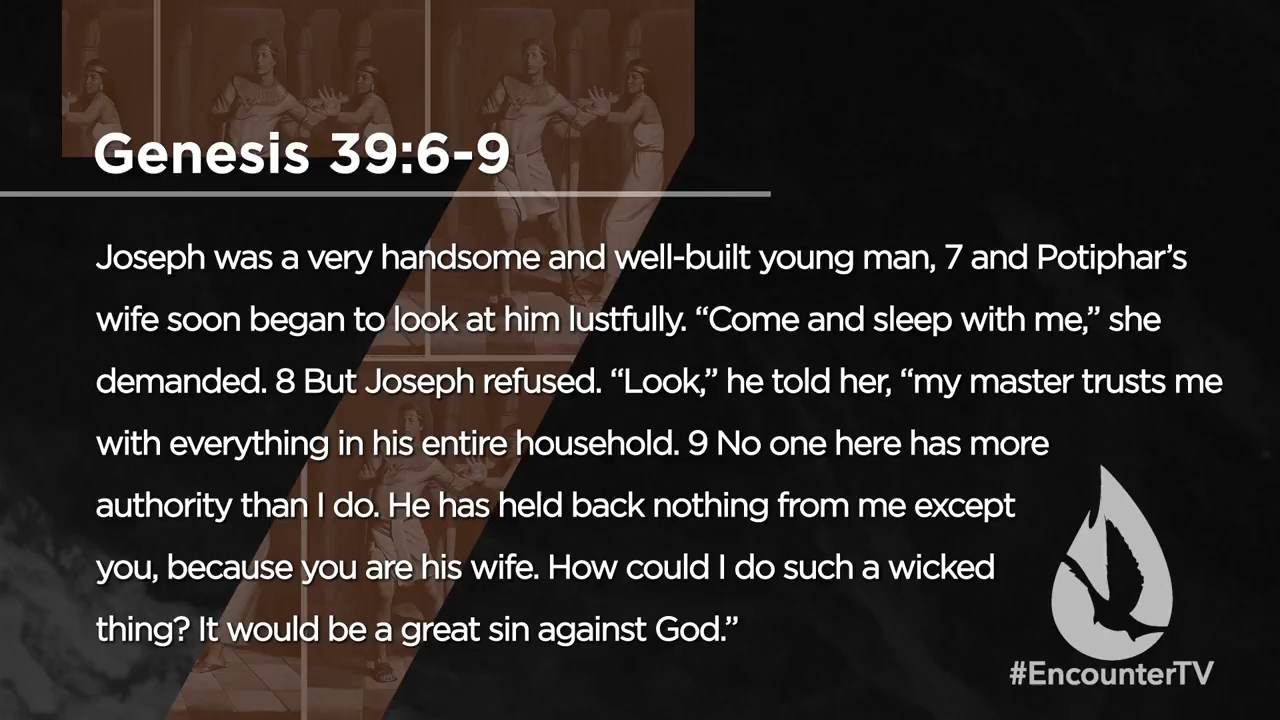 Genesis 39:6-9
Joseph was a very handsome and well-built young man, 7 and Potiphar’s
wife soon began to look at him lustfully. “Come and sleep with me,” she
demanded. 8 But Joseph refused. “Look,” he told her, “my master trusts me
with everything in his entire household. 9 No one here has more
authority than I do. He has held back nothing from me except
you, because you are his wife. How could I do such a wicked
thing? It would be a great sin against God.”
#EncounterTV